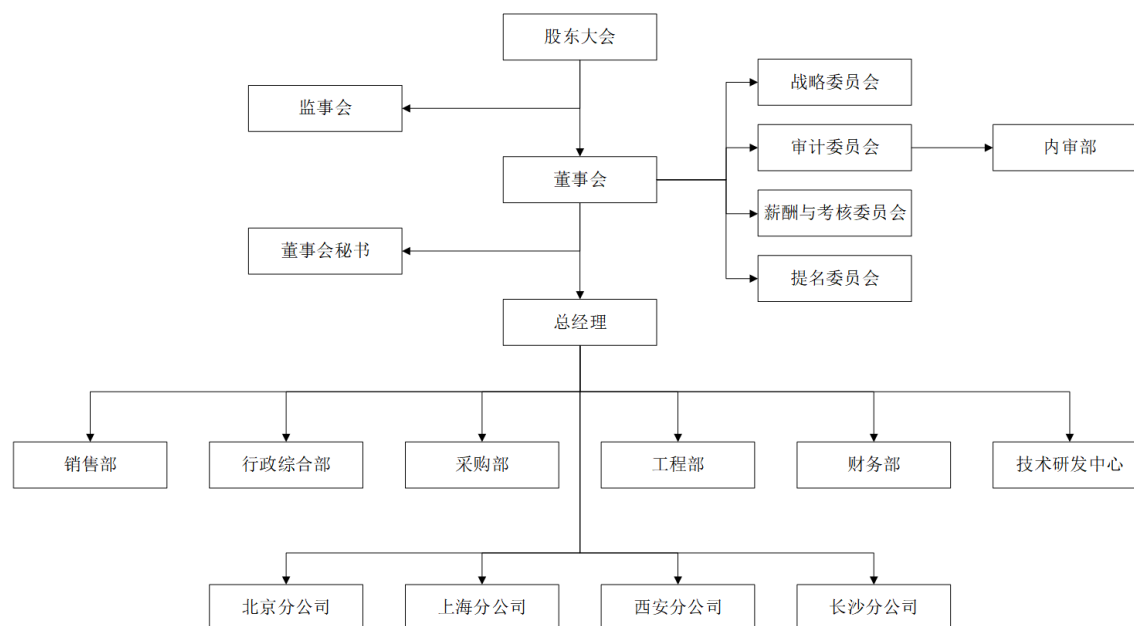 股东大会
战略委员会
监事会
审计委员会
内审部
董事会
薪酬与考核委员会
董事会秘书
提名委员会
总经理
销售部
行政综合部
采购部
工程部
财务部
技术研发中心
北京分公司
上海分公司
西安分公司
长沙分公司